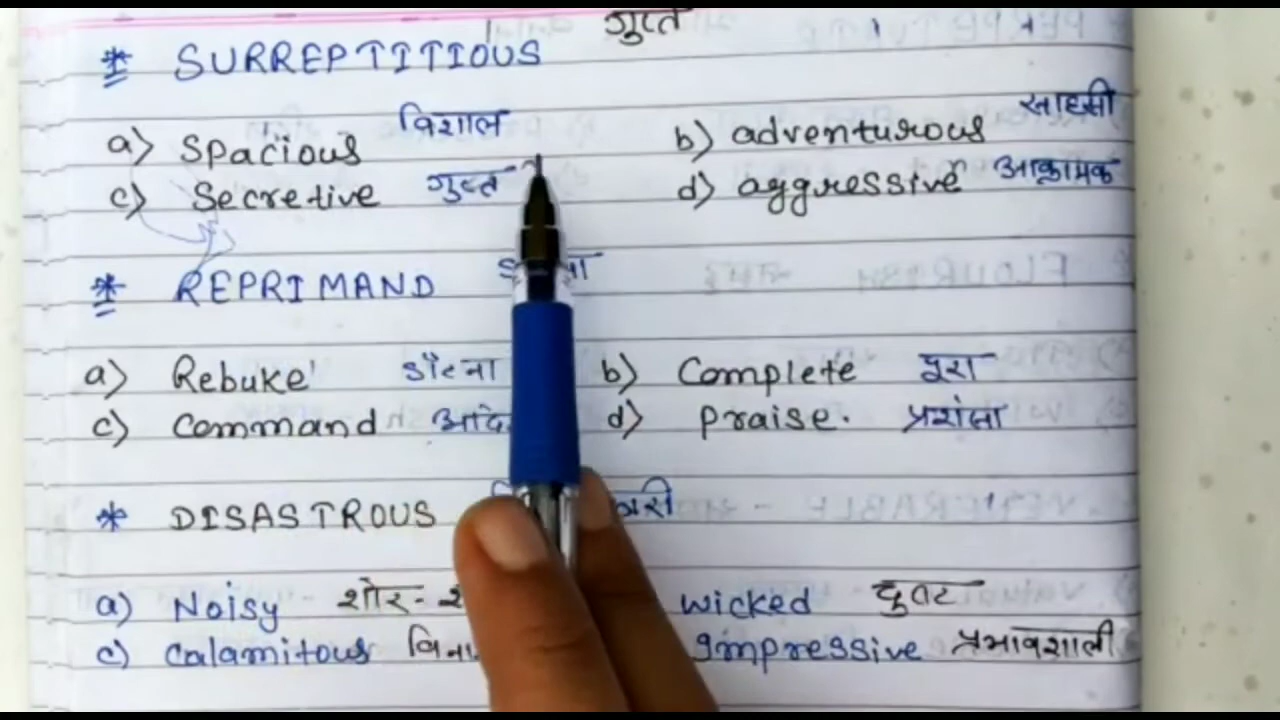 गुप्त
* SURREPTITIOUS
a) Spacious विशाल b) adventurous साहसी
c) Secretive गुप्त d) aggressive आक्रामक
* REPRIMAND
a) Rebuke डाँटना b) Complete पूरा
c) Command d) praise. प्रशंसा
* DISASTROUS
a) Noisy शोर- wicked
c) Calamitous Impressive प्रभावशाली